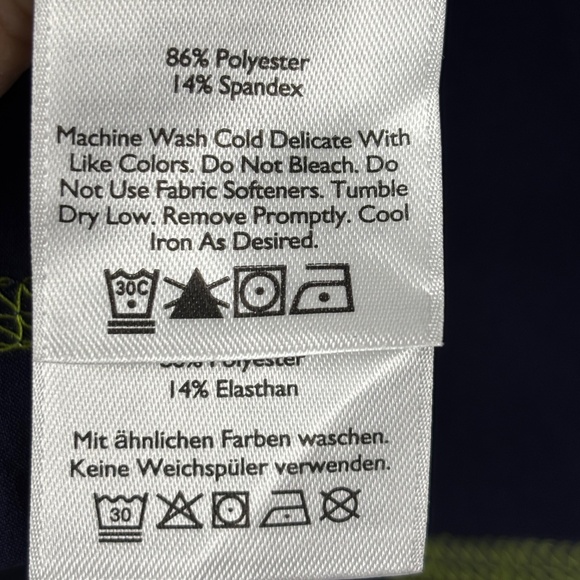 86% Polyester
14% Spandex
Machine Wash Cold Delicate With
Like Colors. Do Not Bleach. Do
Not Use Fabric Softeners. Tumble
Dry Low. Remove Promptly. Cool
Iron As Desired.
30C
Polyester
14% Elasthan
Mit ähnlichen Farben waschen.
Keine Weichspüler verwenden.
30